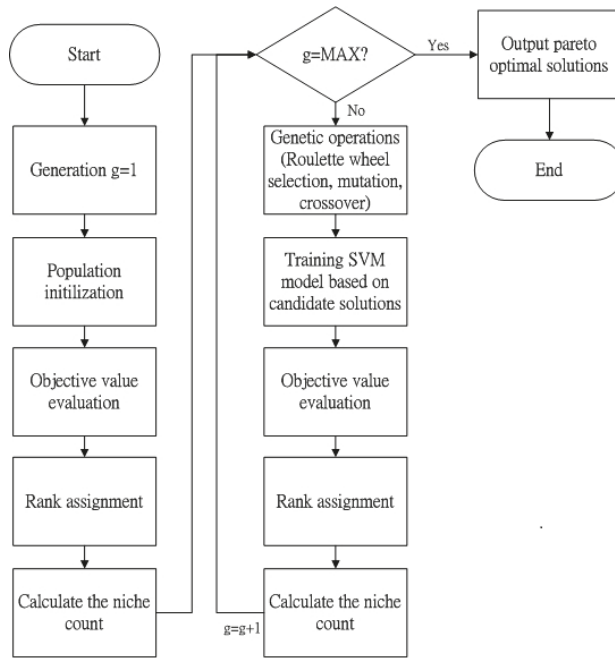 Start
Generation g=1
Population
initilization
Objective value
evaluation
Rank assignment
Calculate the niche
count
g=MAX?
Yes
No
Genetic operations
(Roulette wheel
selection, mutation,
crossover)
Training SVM
model based on
candidate solutions
Objective value
evaluation
Rank assignment
Calculate the niche
count
g=g+1
Output pareto
optimal solutions
End